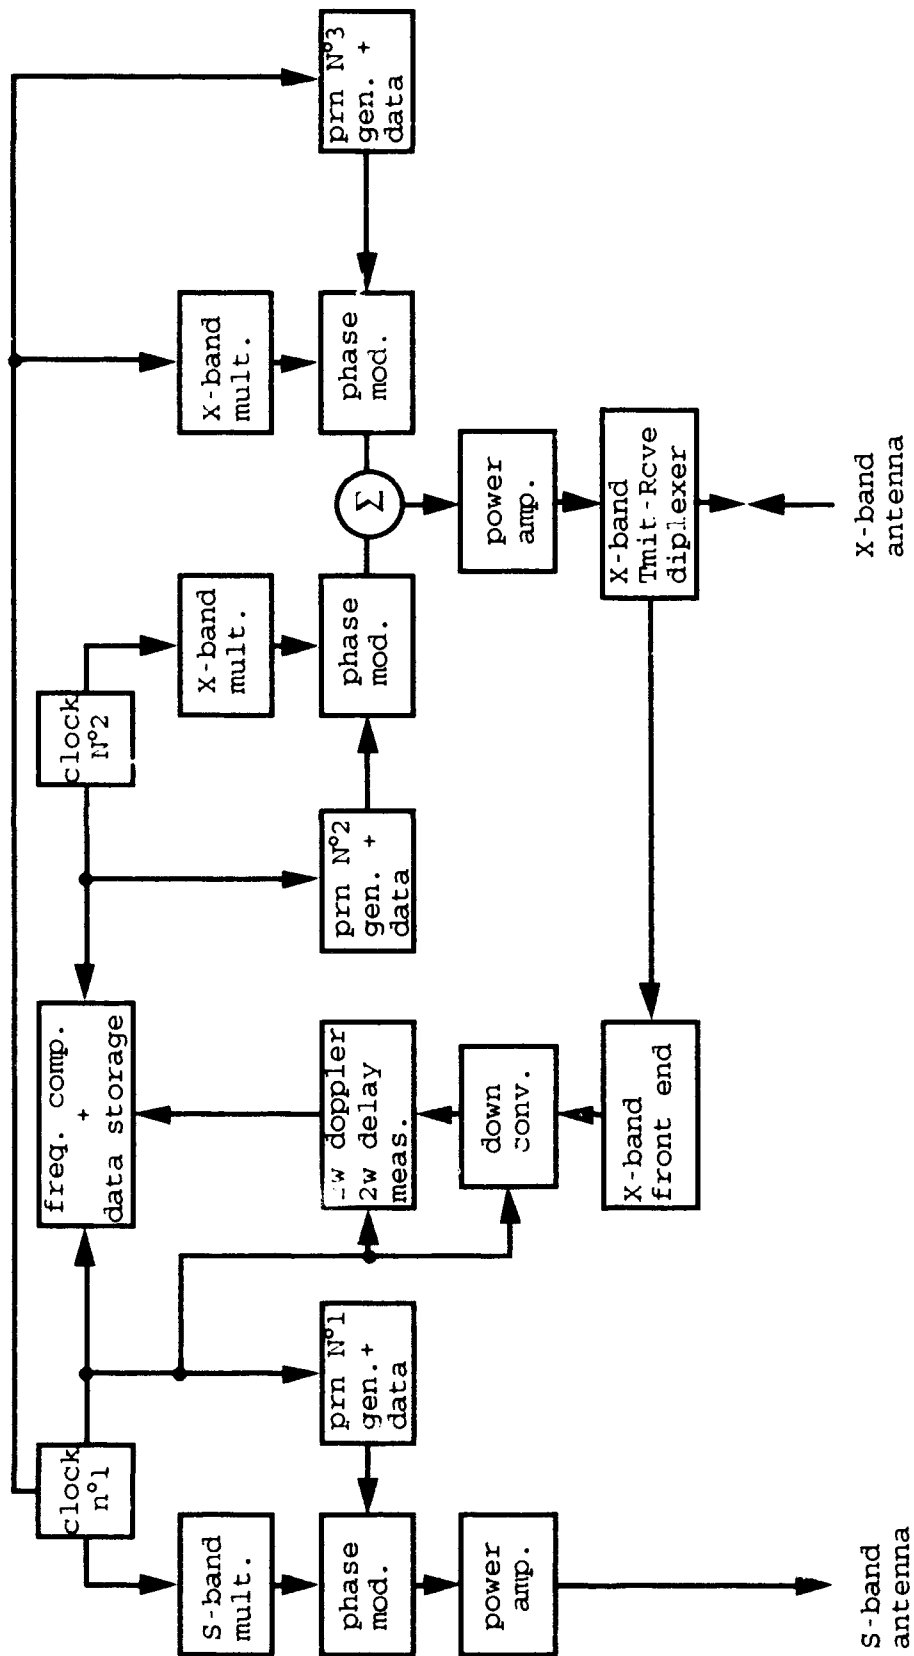 clock
n°1
freq. comp.
+
data storage
clock
N°2
S-band
mult.
X-band
mult.
X-band
mult.
phase
mod.
prn N°1
gen.+
data
doppler
2w delay
meas.
prn N°2
gen. +
data
phase
mod.
Σ
phase
mod.
prn N°3
gen. +
data
power
amp.
down
conv.
power
amp.
X-band
front end
X-band
Tmit-Rcve
diplexer
S-band
antenna
X-band
antenna